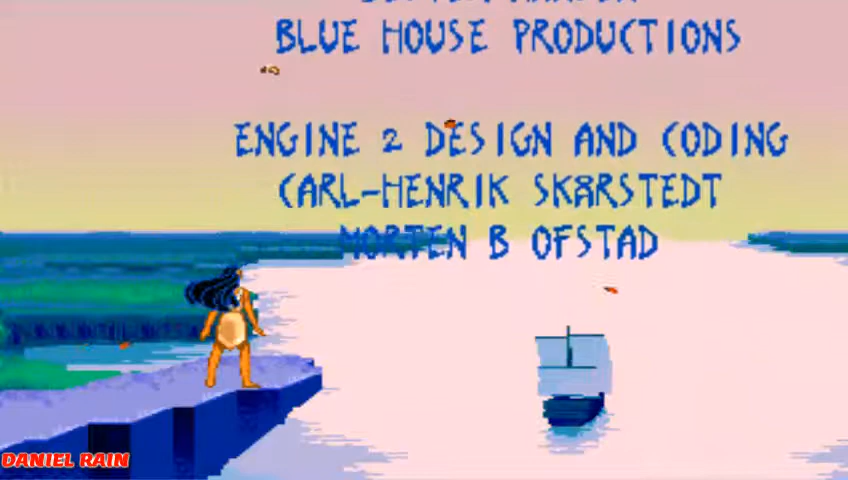 BLUE HOUSE PRODUCTIONS
ENGINE 2 DESIGN AND CODING
CARL-HENRIK SKÅRSTEDT
MORTEN B OFSTAD
DANIEL RAIN